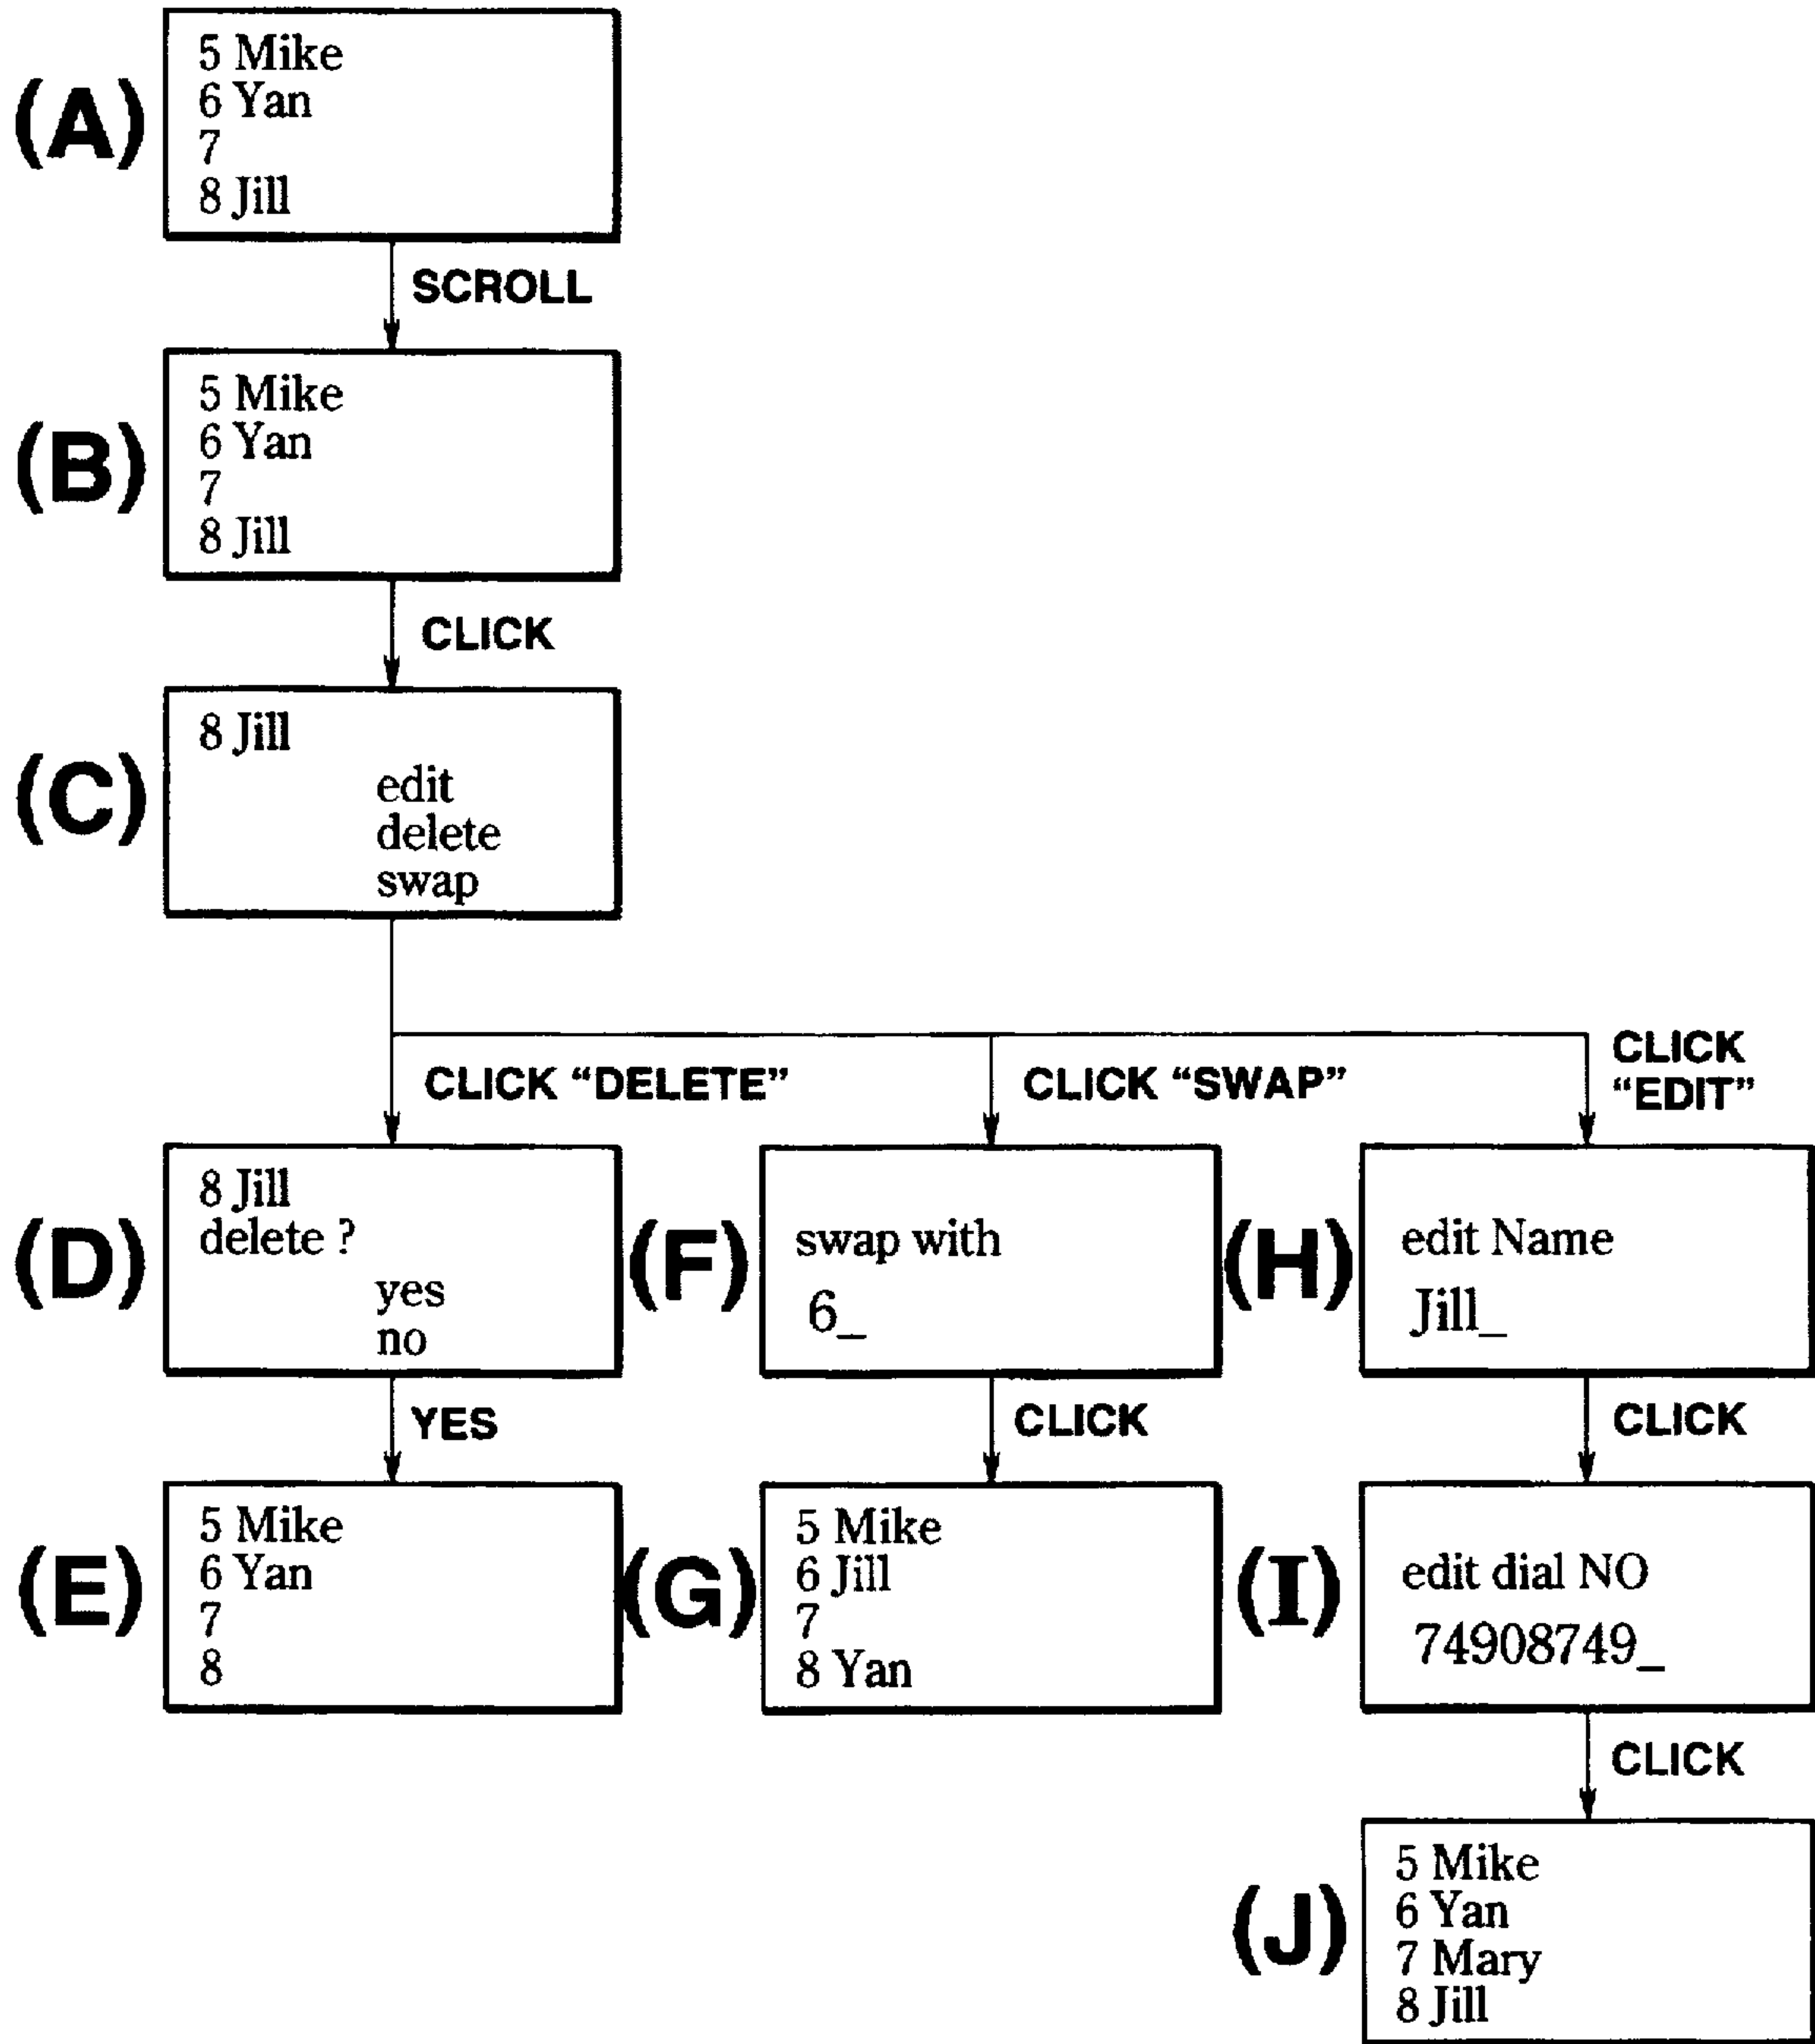 (A)
5 Mike
6 Yan
7
8 Jill
SCROLL
(B)
5 Mike
6 Yan
7
8 Jill
CLICK
(C)
8 Jill
edit
delete
swap
CLICK “DELETE”
CLICK “SWAP”
CLICK
“EDIT”
(D)
8 Jill
delete ?
yes
no
(F)
swap with
6_
(H)
edit Name
Jill_
YES
CLICK
CLICK
(E)
5 Mike
6 Yan
7
8
(G)
5 Mike
6 Jill
7
8 Yan
(I)
edit dial NO
74908749_
CLICK
(J)
5 Mike
6 Yan
7 Mary
8 Jill